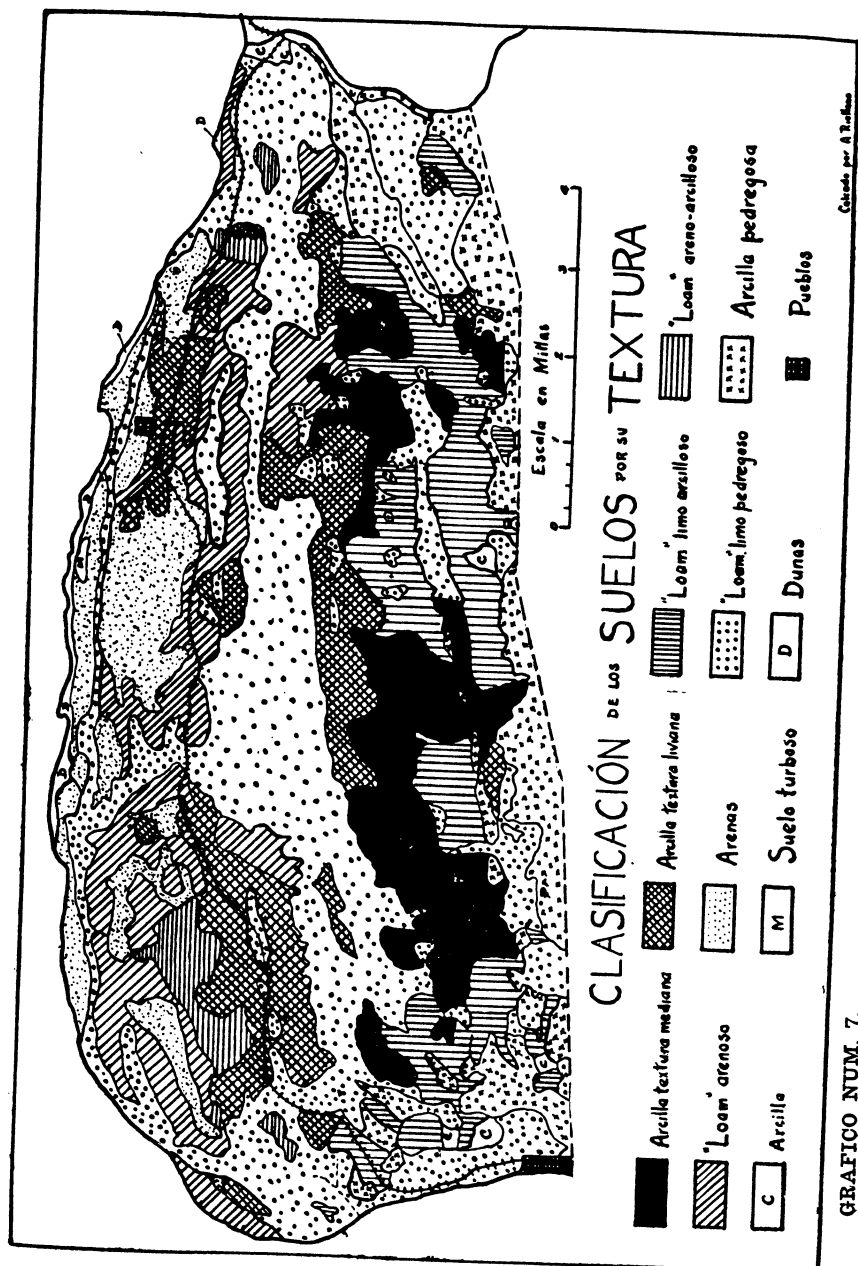 D
D
D
M
C
C
C
C
C
0 1 2 3 4
Escala en Millas
CLASIFICACIÓN DE LOS SUELOS POR SU TEXTURA
Arcilla textura mediana
Arcilla textura liviana
"Loam" limo arcilloso
"Loam" areno-arcilloso
"Loam" arenoso
Arenas
"Loam" limo pedregoso
Arcilla pedregosa
C Arcilla
M Suelo turboso
D Dunas
Pueblos
Calcado por
GRAFICO NUM. 7